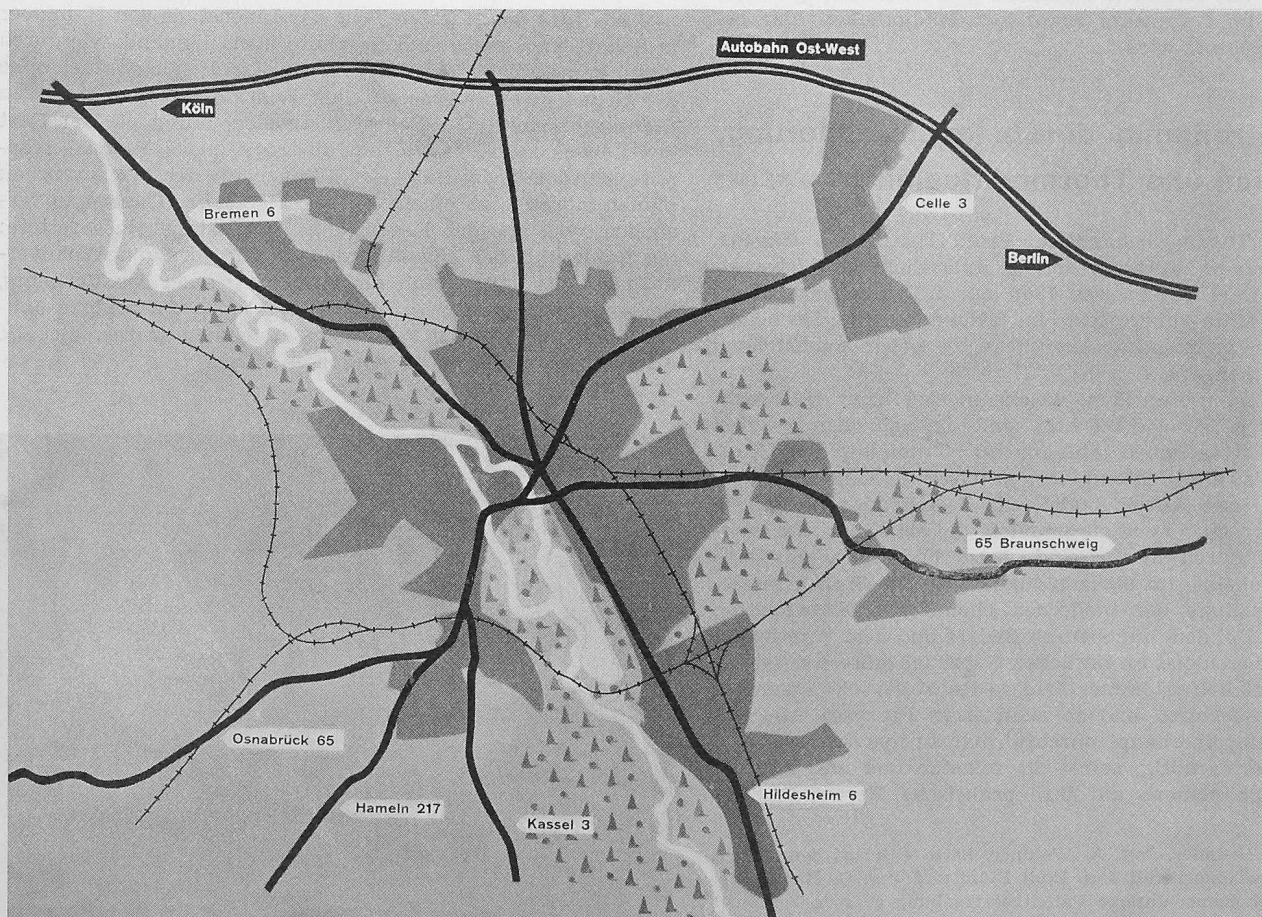 Autobahn Ost-West
Köln
Bremen 6
Celle 3
Berlin
65 Braunschweig
Osnabrück 65
Hildesheim 6
Hameln 217
Kassel 3